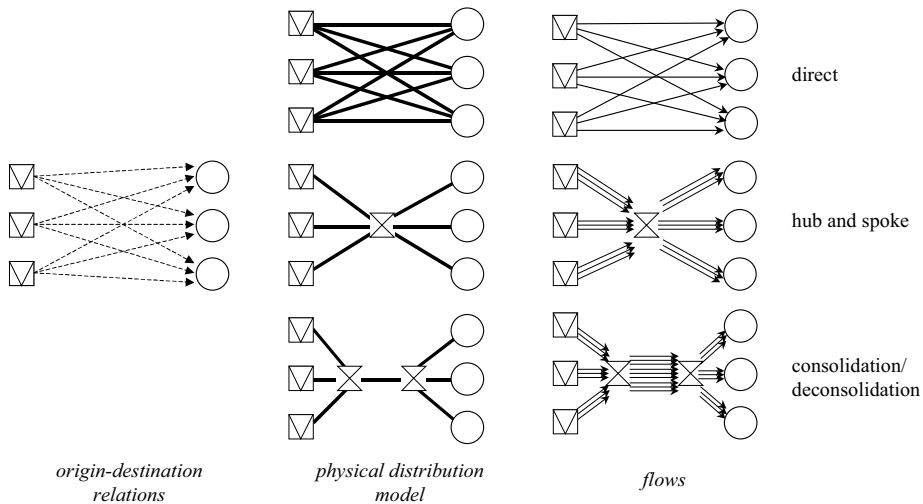 direct
hub and spoke
consolidation/
deconsolidation
origin-destination
relations
physical distribution
model
flows